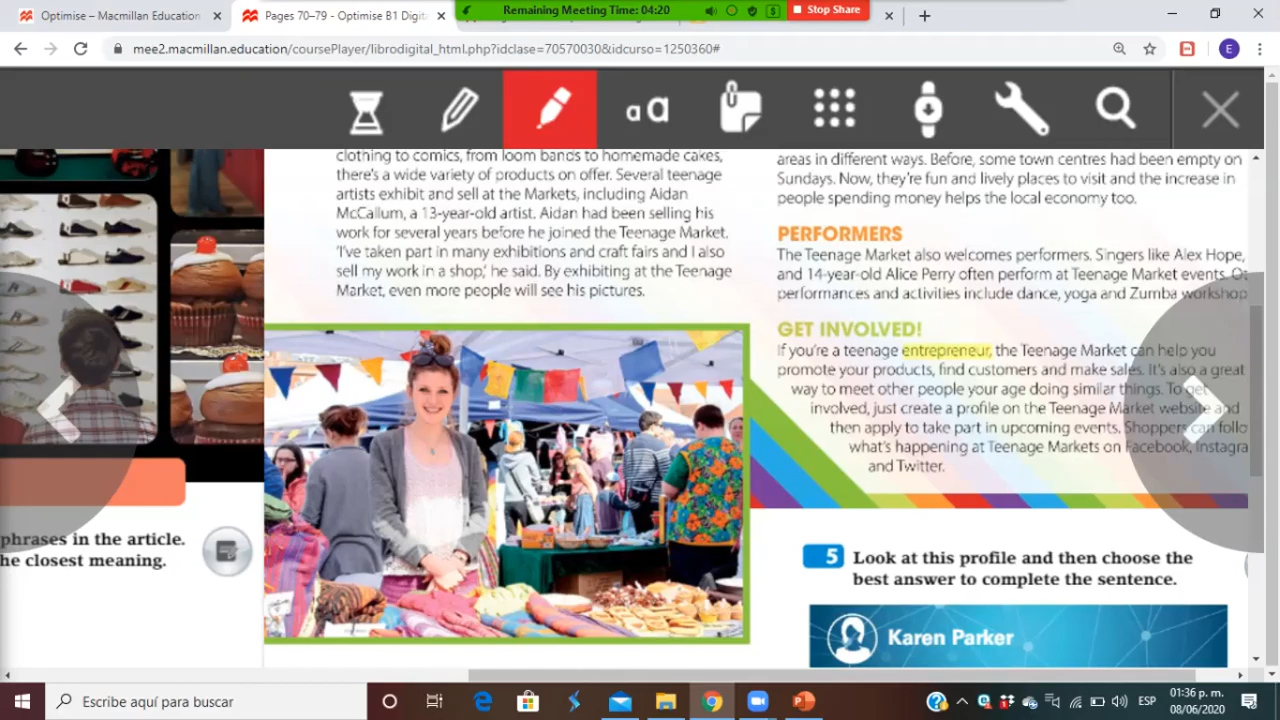 Optimise – Macmillan Education
Pages 70–79 – Optimise B1 Digit
Remaining Meeting Time: 04:20
Stop Share
mee2.macmillan.education/coursePlayer/librodigital_html.php?idclase=70570030&idcurso=1250360#
E
a a
clothing to comics, from loom bands to homemade cakes,
there's a wide variety of products on offer. Several teenage
artists exhibit and sell at the Markets, including Aidan
McCallum, a 13-year-old artist. Aidan had been selling his
work for several years before he joined the Teenage Market.
'I've taken part in many exhibitions and craft fairs and I also
sell my work in a shop,' he said. By exhibiting at the Teenage
Market, even more people will see his pictures.
areas in different ways. Before, some town centres had been empty on
Sundays. Now, they're fun and lively places to visit and the increase in
people spending money helps the local economy too.
PERFORMERS
The Teenage Market also welcomes performers. Singers like Alex Hope,
and 14-year-old Alice Perry often perform at Teenage Market events.
performances and activities include dance, yoga and Zumba workshop
GET INVOLVED!
If you're a teenage entrepreneur, the Teenage Market can help you
promote your products, find customers and make sales. It's also a great
way to meet other people your age doing similar things. To get
involved, just create a profile on the Teenage Market website and
then apply to take part in upcoming events. Shoppers can follo
what's happening at Teenage Markets on Facebook, Instagra
and Twitter.
phrases in the article.
he closest meaning.
5 Look at this profile and then choose the
best answer to complete the sentence.
Karen Parker
Escribe aquí para buscar
ESP
01:36 p. m.
08/06/2020